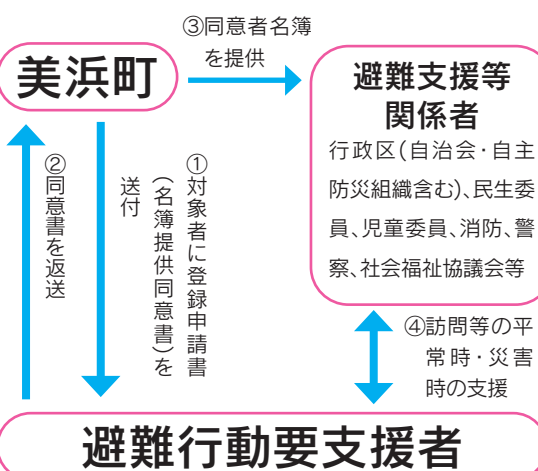 ③同意者名簿
を提供
美浜町
避難支援等
関係者
行政区(自治会・自主
防災組織含む)、民生委
員、児童委員、消防、警
察、社会福祉協議会等
①対象者に登録申請書
(名簿提供同意書)を
送付
②同意書を返送
④訪問等の平
常時・災害
時の支援
避難行動要支援者